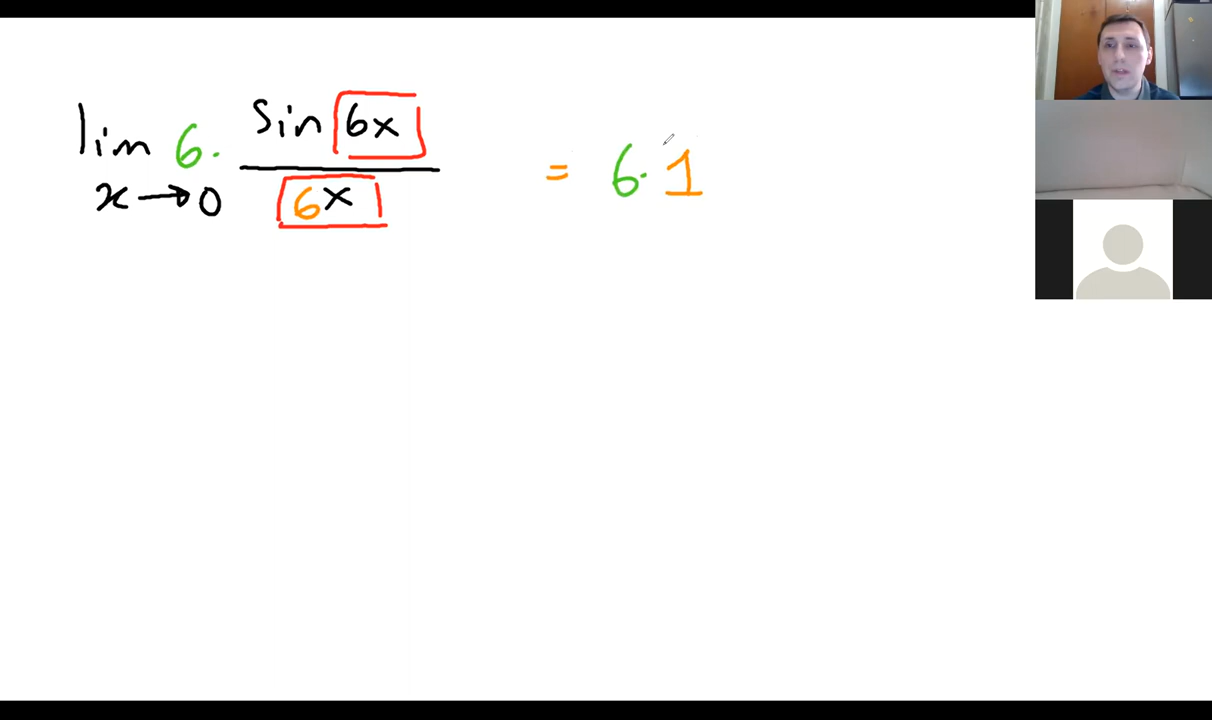 lim 6. sin 6x = 6. 1
x→0 6x